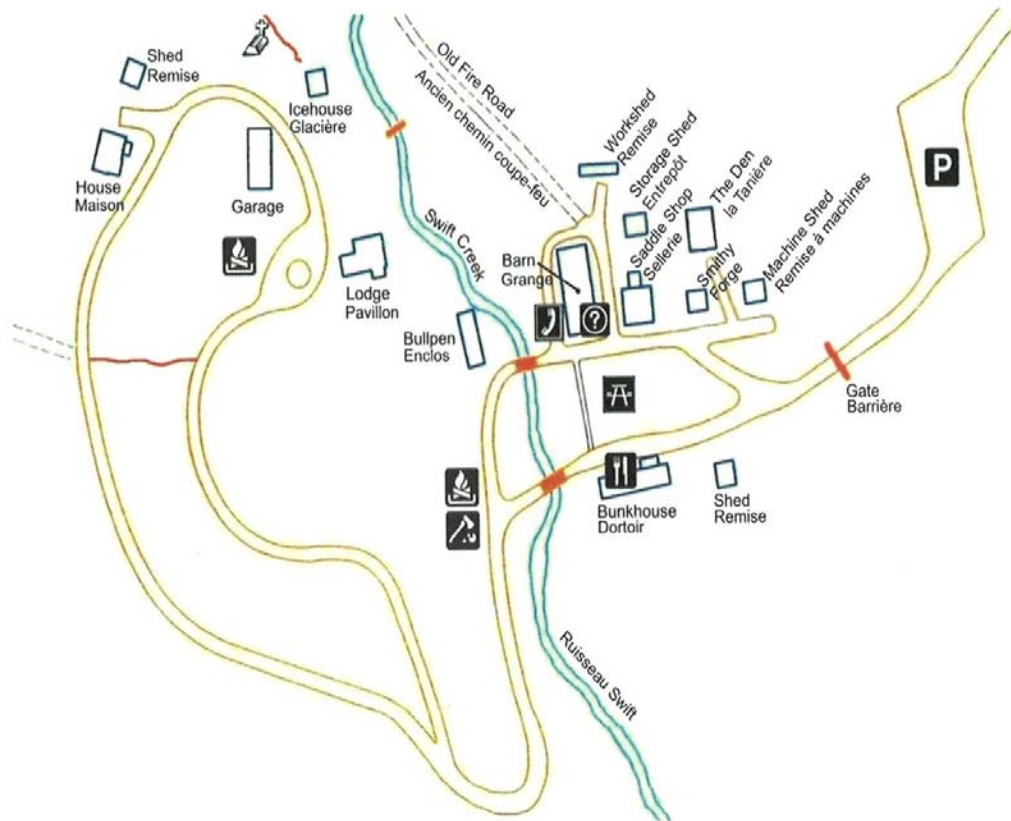 Shed
Remise
Icehouse
Glacière
House
Maison
Garage
Old Fire Road
Ancien chemin coupe-feu
Workshed
Remise
Storage Shed
Entrepôt
Saddle Shop
Sellerie
The Den
la Tanière
Smithy
Forge
Machine Shed
Remise à machines
P
Swift Creek
Lodge
Pavillon
Barn
Grange
?
Bullpen
Enclos
Gate
Barrière
Bunkhouse
Dortoir
Shed
Remise
Ruisseau Swift